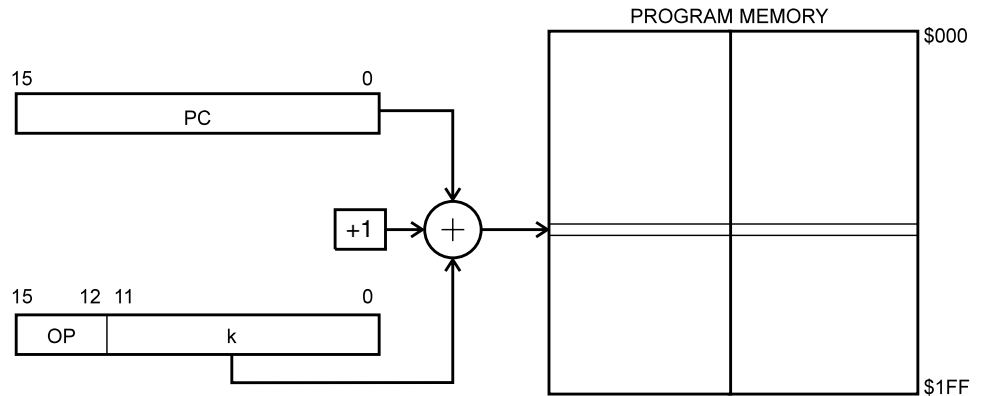 PROGRAM MEMORY
$000
15 0
PC
+1
+
15 12 11 0
OP k
$1FF